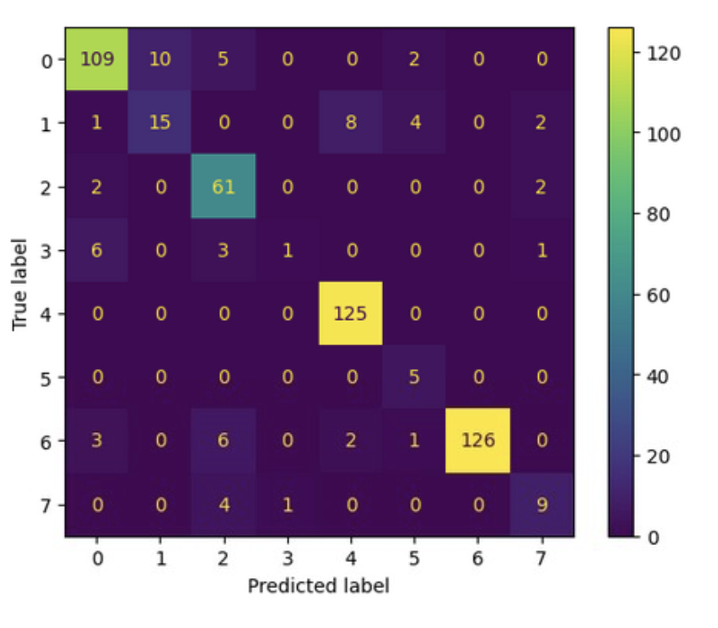 0 109 10 5 0 0 2 0 0
1 1 15 0 0 8 4 0 2
2 2 0 61 0 0 0 0 2
3 6 0 3 1 0 0 0 1
4 0 0 0 0 125 0 0 0
5 0 0 0 0 0 5 0 0
6 3 0 6 0 2 1 126 0
7 0 0 4 1 0 0 0 9
0 1 2 3 4 5 6 7
Predicted label
True label
120
100
80
60
40
20
0